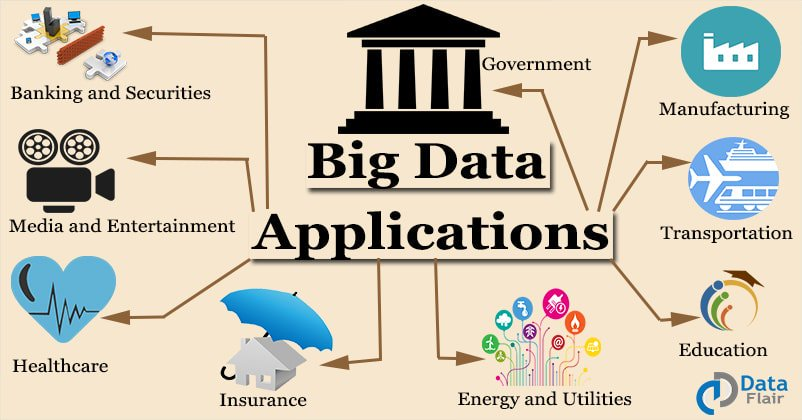 Banking and Securities
Government
Manufacturing
Big Data
Applications
Media and Entertainment
Transportation
Healthcare
Insurance
Energy and Utilities
Education
Data
Flair